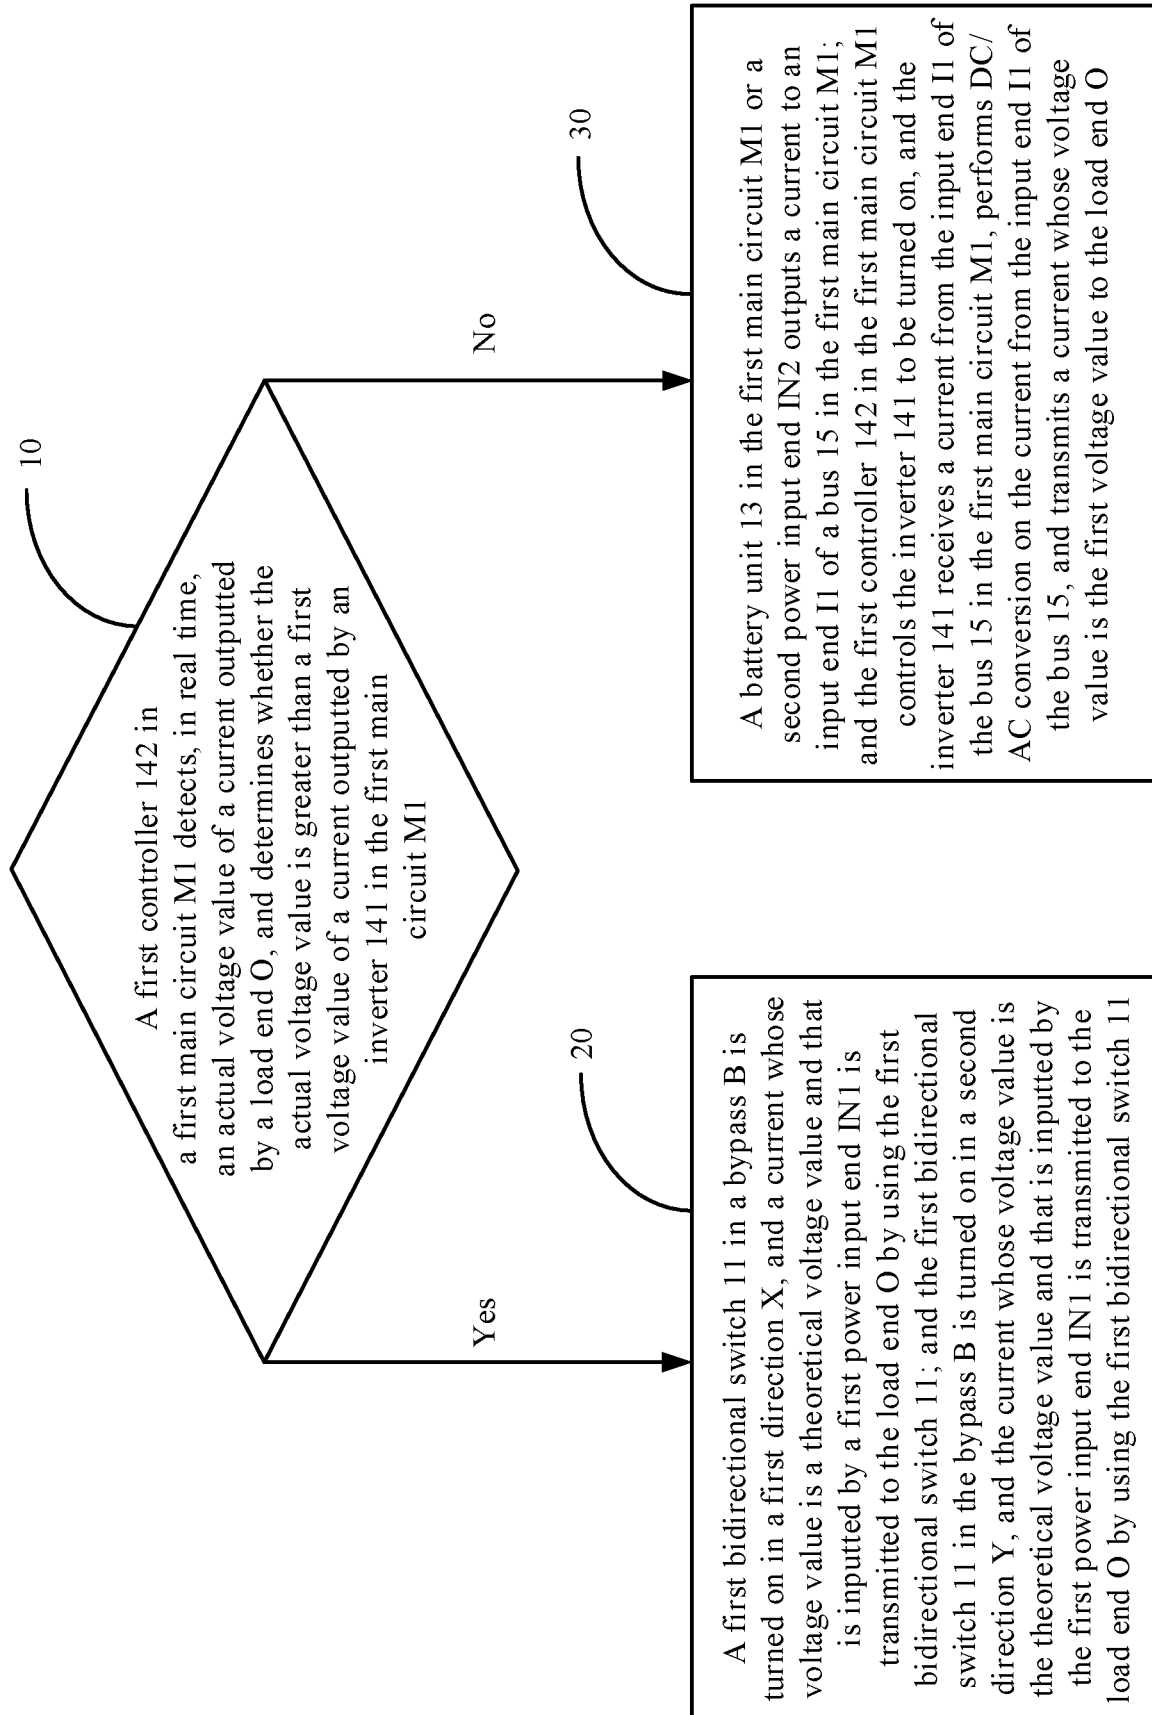 10
A first controller 142 in
a first main circuit M1 detects, in real time,
an actual voltage value of a current outputted
by a load end O, and determines whether the
actual voltage value is greater than a first
voltage value of a current outputted by an
inverter 141 in the first main
circuit M1
Yes
No
20
A first bidirectional switch 11 in a bypass B is
turned on in a first direction X, and a current whose
voltage value is a theoretical voltage value and that
is inputted by a first power input end IN1 is
transmitted to the load end O by using the first
bidirectional switch 11; and the first bidirectional
switch 11 in the bypass B is turned on in a second
direction Y, and the current whose voltage value is
the theoretical voltage value and that is inputted by
the first power input end IN1 is transmitted to the
load end O by using the first bidirectional switch 11
30
A battery unit 13 in the first main circuit M1 or a
second power input end IN2 outputs a current to an
input end I1 of a bus 15 in the first main circuit M1;
and the first controller 142 in the first main circuit M1
controls the inverter 141 to be turned on, and the
inverter 141 receives a current from the input end I1 of
the bus 15 in the first main circuit M1, performs DC/
AC conversion on the current from the input end I1 of
the bus 15, and transmits a current whose voltage
value is the first voltage value to the load end O